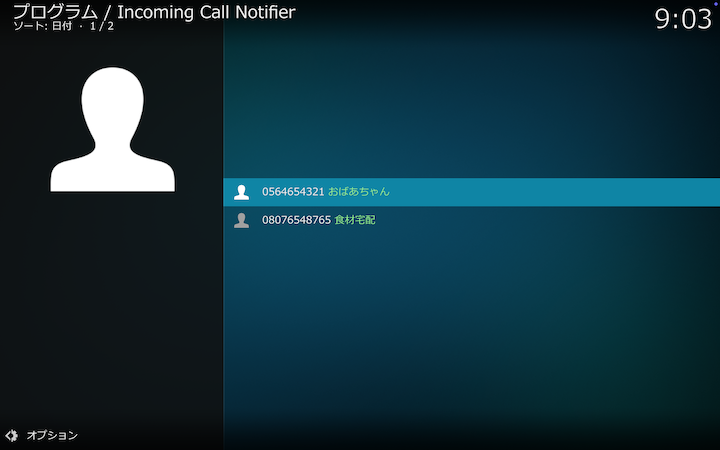 プログラム / Incoming Call Notifier
ソート: 日付 · 1 / 2
9:03
0564654321 おばあちゃん
08076548765 食材宅配
オプション